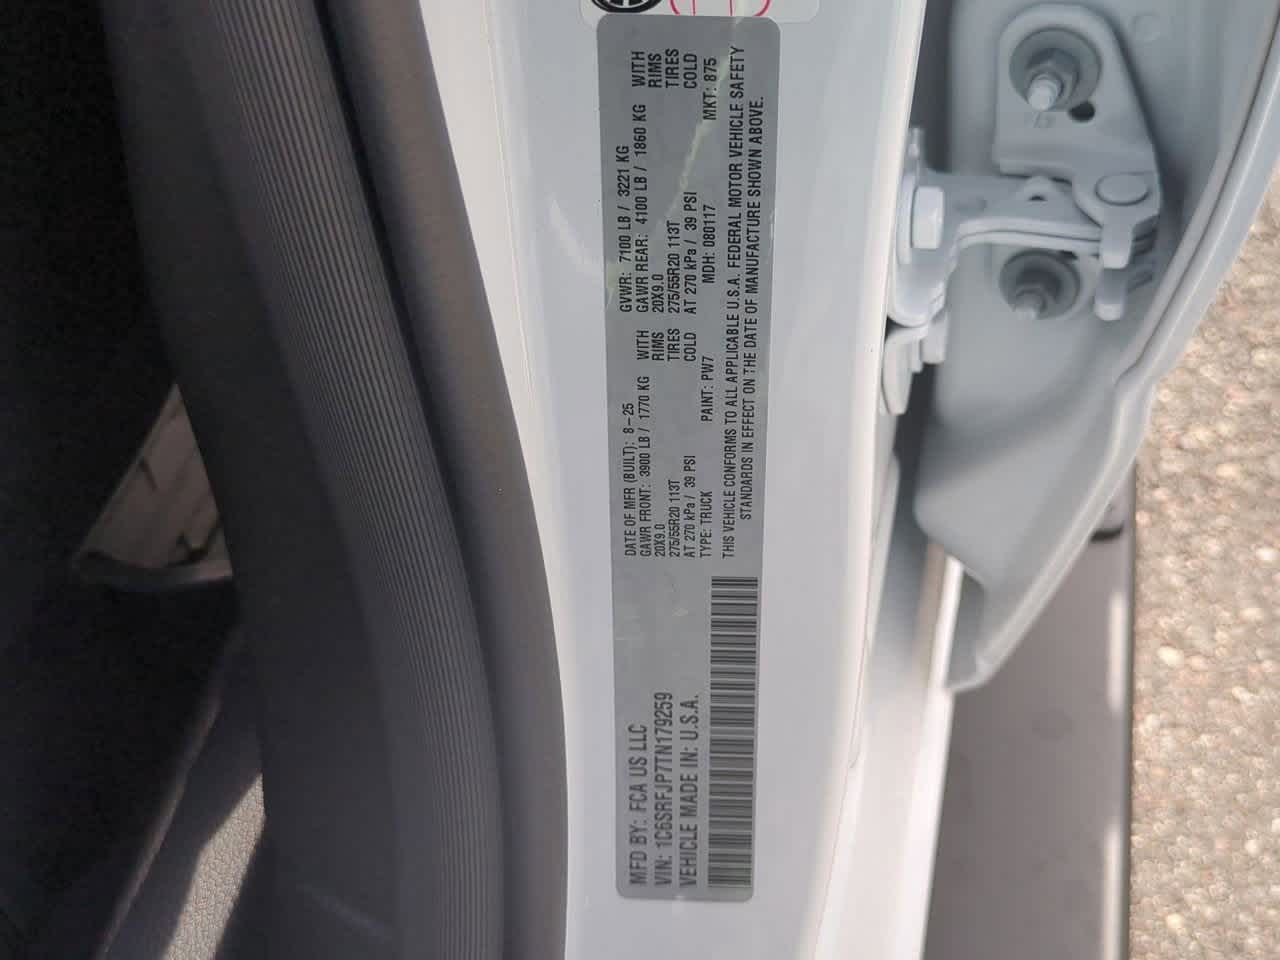 MFD BY: FCA US LLC
VIN: 1C6SRFJP7TN179259
VEHICLE MADE IN: U.S.A.
DATE OF MFR (BUILT): 8-25
GVWR: 7100 LB / 3221 KG
GAWR FRONT: 3900 LB / 1770 KG WITH
GAWR REAR: 4100 LB / 1860 KG WITH
20X9.0 RIMS
20X9.0 RIMS
275/55R20 113T TIRES
275/55R20 113T TIRES
AT 270 kPa / 39 PSI COLD
AT 270 kPa / 39 PSI COLD
TYPE: TRUCK PAINT: PW7 MDH: 080117 MKT: 875
THIS VEHICLE CONFORMS TO ALL APPLICABLE U.S.A. FEDERAL MOTOR VEHICLE SAFETY
STANDARDS IN EFFECT ON THE DATE OF MANUFACTURE SHOWN ABOVE.